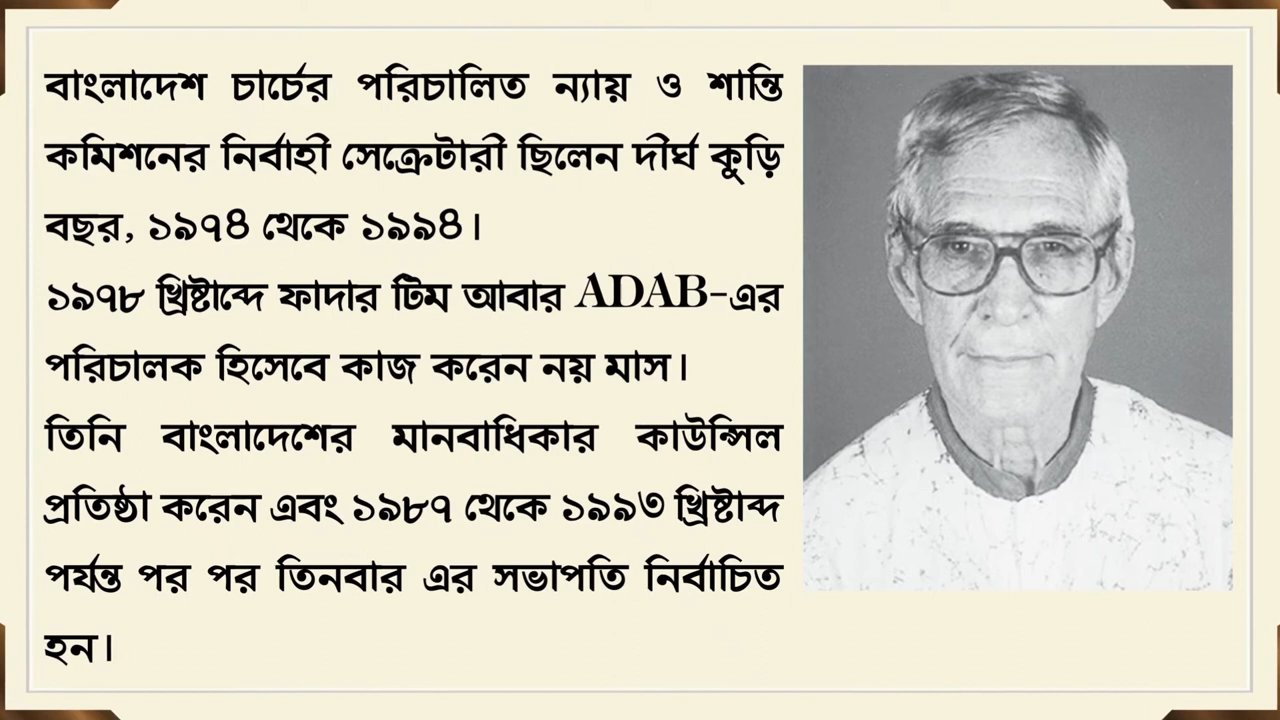 বাংলাদেশ চার্চের পরিচালিত ন্যায় ও শান্তি
কমিশনের নির্বাহী সেক্রেটারী ছিলেন দীর্ঘ কুড়ি
বছর, ১৯৭৪ থেকে ১৯৯৪।
১৯৭৮ খ্রিষ্টাব্দে ফাদার টিম আবার ADAB-এর
পরিচালক হিসেবে কাজ করেন নয় মাস।
তিনি বাংলাদেশের মানবাধিকার কাউন্সিল
প্রতিষ্ঠা করেন এবং ১৯৮৭ থেকে ১৯৯৩ খ্রিষ্টাব্দ
পর্যন্ত পর পর তিনবার এর সভাপতি নির্বাচিত
হন।